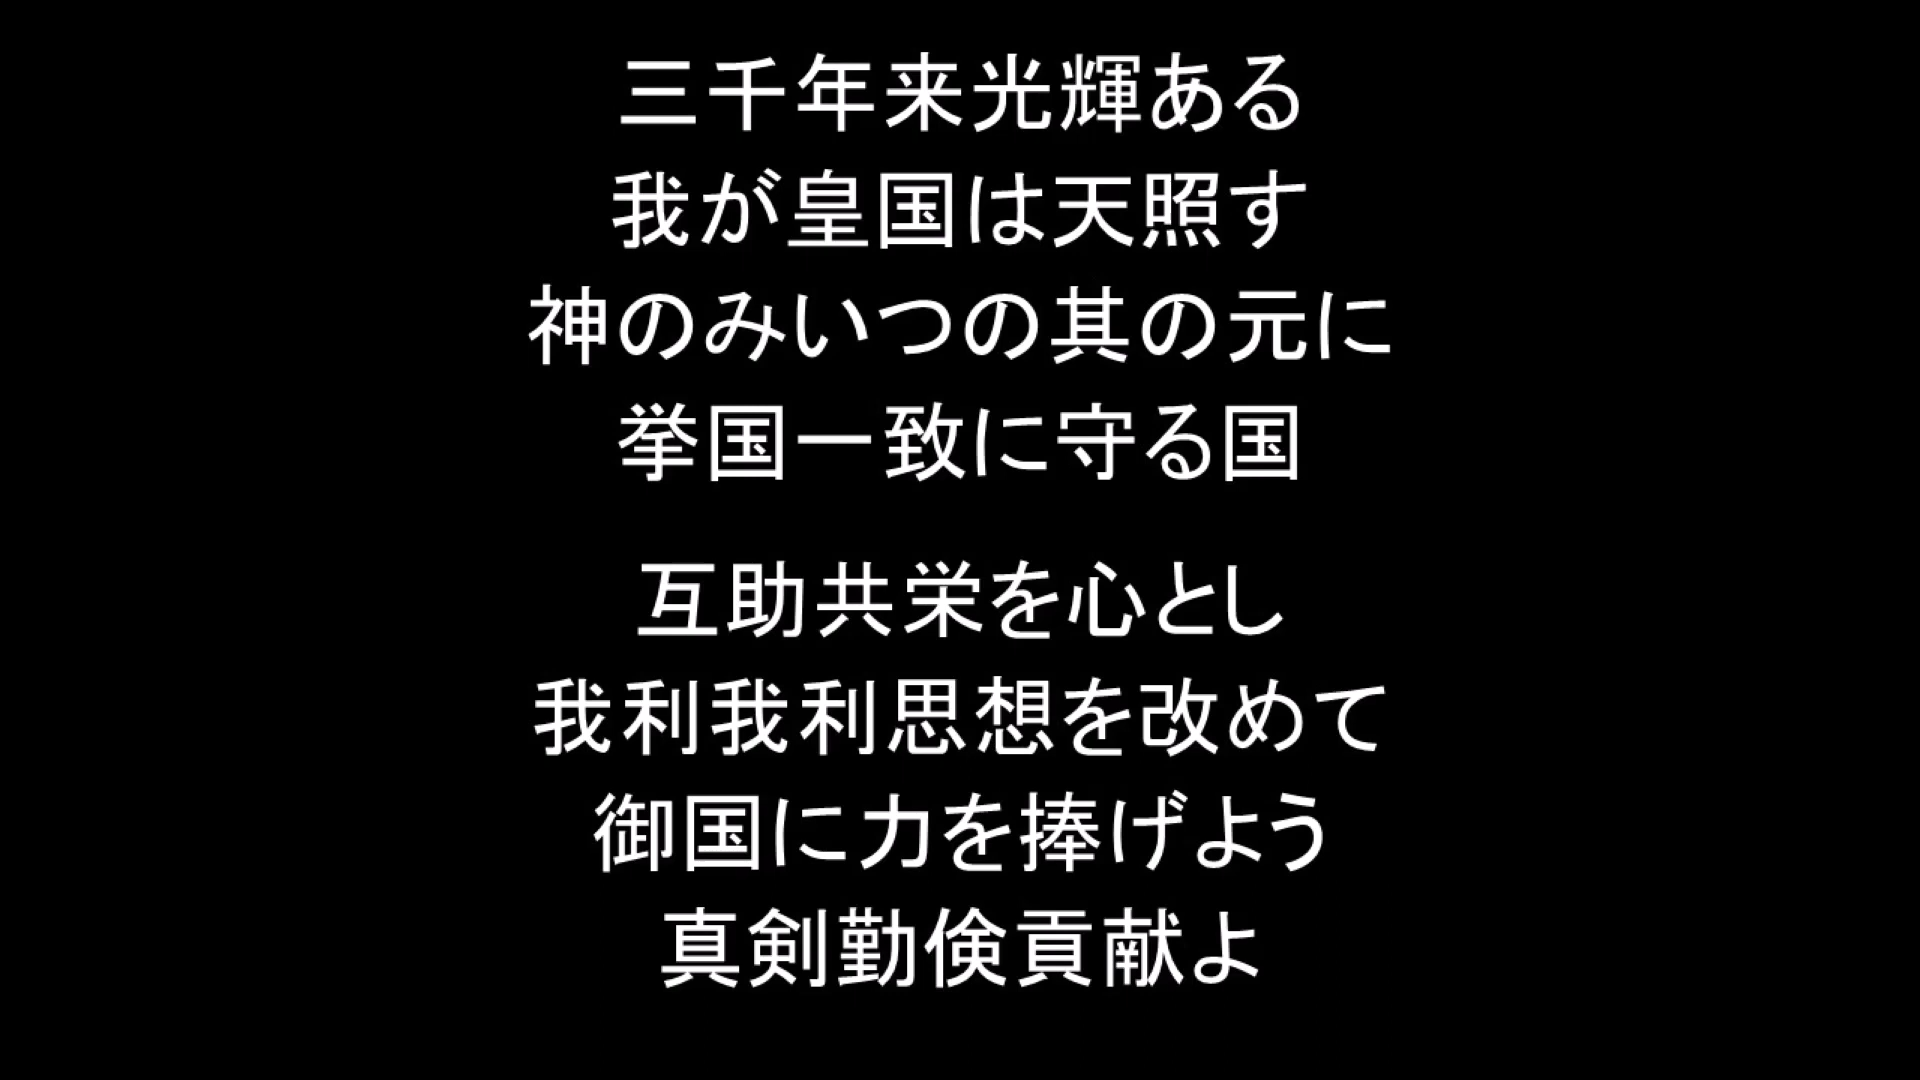 三千年来光輝ある
我が皇国は天照す
神のみいつの其の元に
挙国一致に守る国
互助共栄を心とし
我利我利思想を改めて
御国に力を捧げよう
真剣勤倹貢献よ